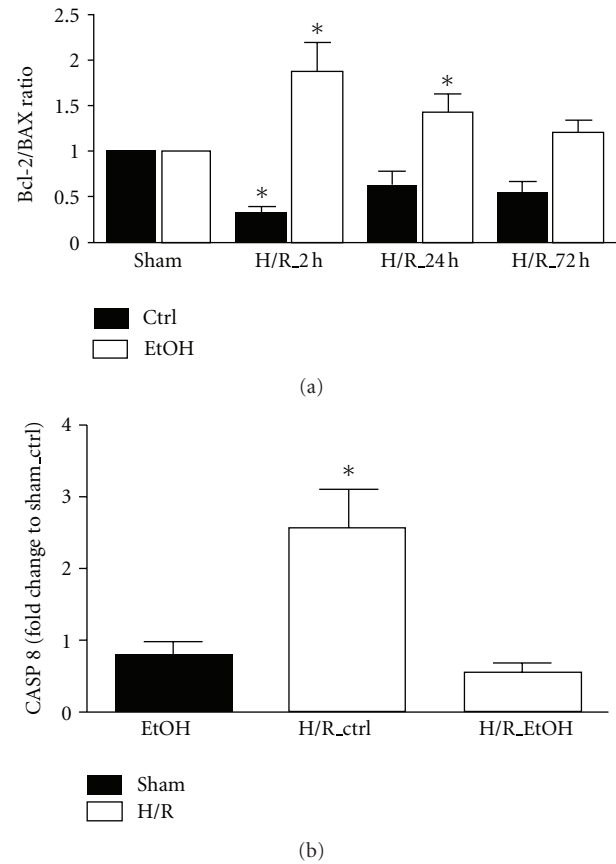 Bcl-2/BAX ratio
2.5
2
1.5
1
0.5
0
*
*
*
Sham
H/R_2 h
H/R_24 h
H/R_72 h
Ctrl
EtOH
(a)
CASP 8 (fold change to sham_ctrl)
4
3
2
1
0
*
EtOH
H/R_ctrl
H/R_EtOH
Sham
H/R
(b)